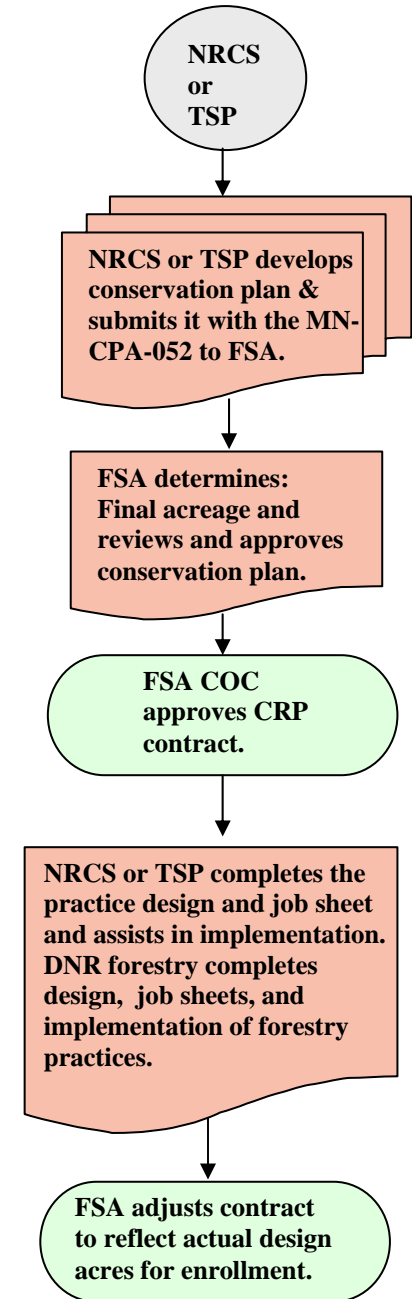 NRCS
or
TSP
NRCS or TSP develops
conservation plan &
submits it with the MN-
CPA-052 to FSA.
FSA determines:
Final acreage and
reviews and approves
conservation plan.
FSA COC
approves CRP
contract.
NRCS or TSP completes the
practice design and job sheet
and assists in implementation.
DNR forestry completes
design,  job sheets, and
implementation of forestry
practices.
FSA adjusts contract
to reflect actual design
acres for enrollment.